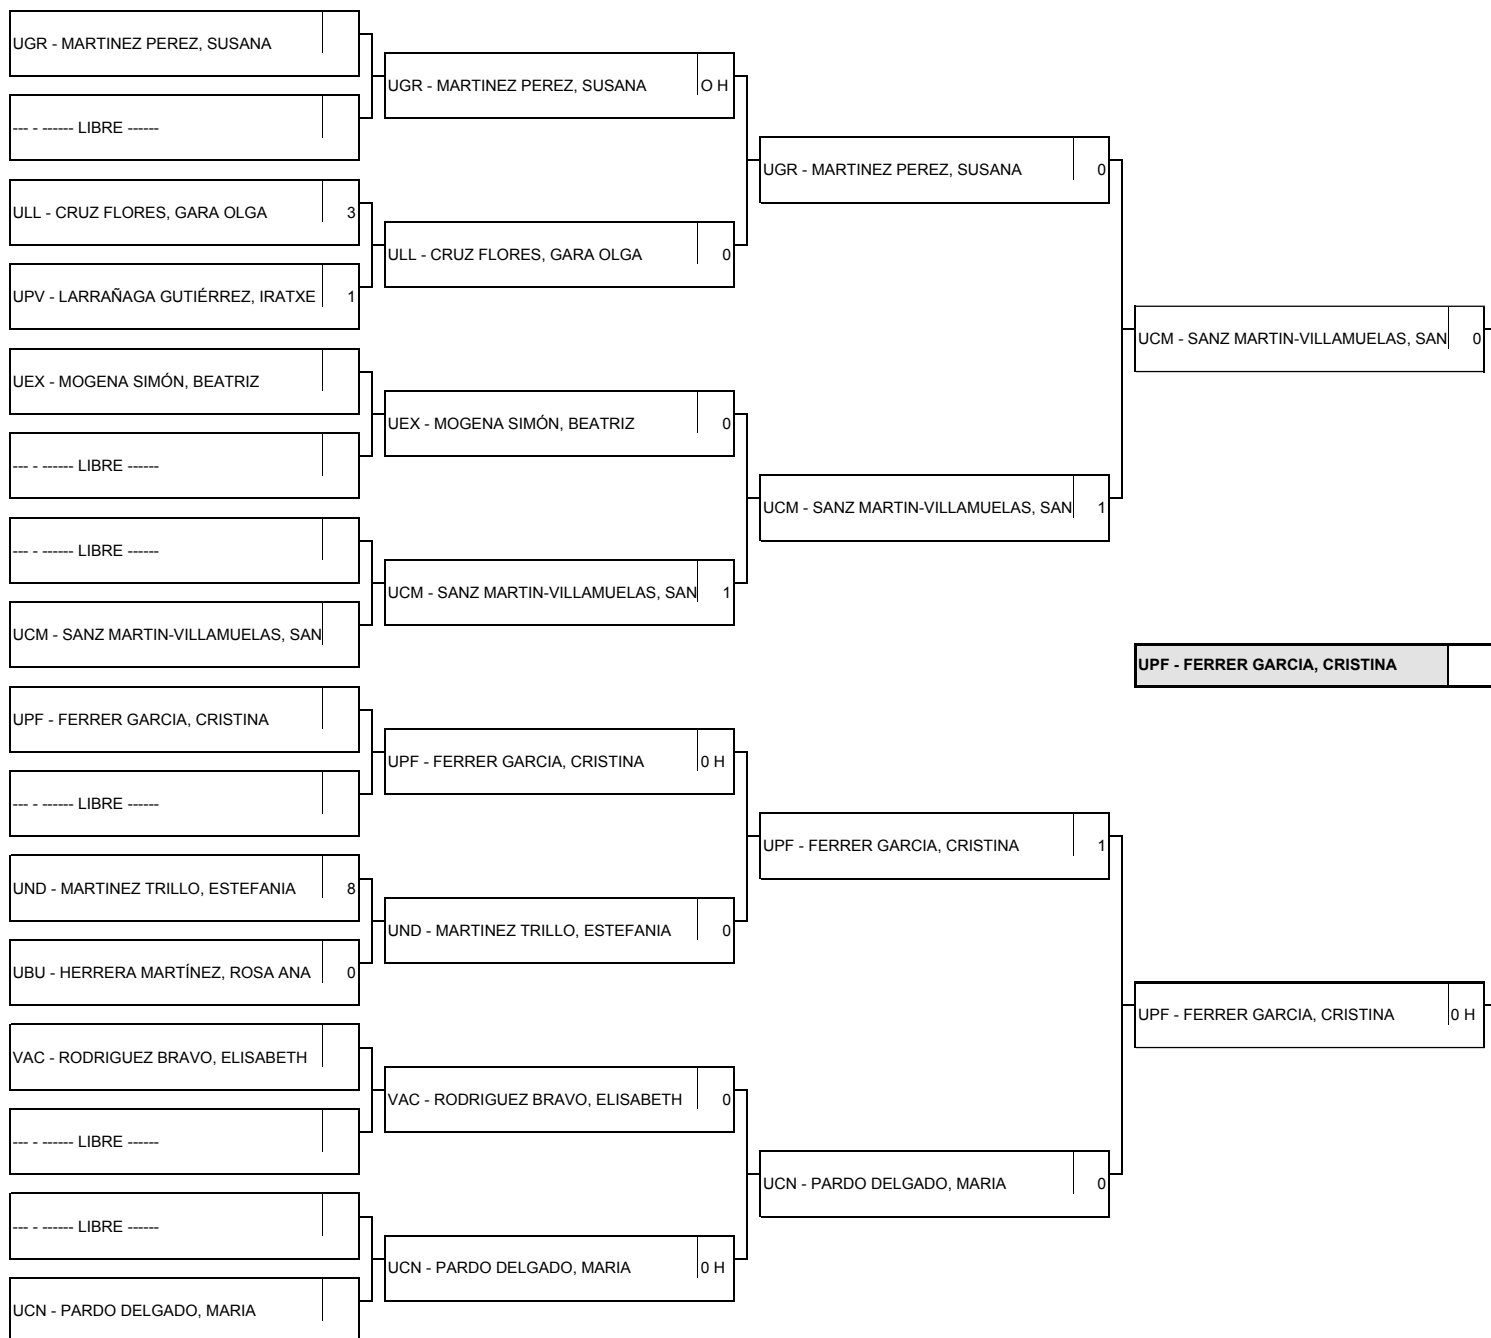 UGR - MARTINEZ PEREZ, SUSANA
--- - ------ LIBRE ------
ULL - CRUZ FLORES, GARA OLGA 3
UPV - LARRAÑAGA GUTIÉRREZ, IRATXE 1
UEX - MOGENA SIMÓN, BEATRIZ
--- - ------ LIBRE ------
--- - ------ LIBRE ------
UCM - SANZ MARTIN-VILLAMUELAS, SAN
UPF - FERRER GARCIA, CRISTINA
--- - ------ LIBRE ------
UND - MARTINEZ TRILLO, ESTEFANIA 8
UBU - HERRERA MARTÍNEZ, ROSA ANA 0
VAC - RODRIGUEZ BRAVO, ELISABETH
--- - ------ LIBRE ------
--- - ------ LIBRE ------
UCN - PARDO DELGADO, MARIA
UGR - MARTINEZ PEREZ, SUSANA O H
ULL - CRUZ FLORES, GARA OLGA 0
UEX - MOGENA SIMÓN, BEATRIZ 0
UCM - SANZ MARTIN-VILLAMUELAS, SAN 1
UPF - FERRER GARCIA, CRISTINA 0 H
UND - MARTINEZ TRILLO, ESTEFANIA 0
VAC - RODRIGUEZ BRAVO, ELISABETH 0
UCN - PARDO DELGADO, MARIA 0 H
UGR - MARTINEZ PEREZ, SUSANA 0
UCM - SANZ MARTIN-VILLAMUELAS, SAN 1
UPF - FERRER GARCIA, CRISTINA 1
UCN - PARDO DELGADO, MARIA 0
UCM - SANZ MARTIN-VILLAMUELAS, SAN 0
UPF - FERRER GARCIA, CRISTINA
UPF - FERRER GARCIA, CRISTINA 0 H